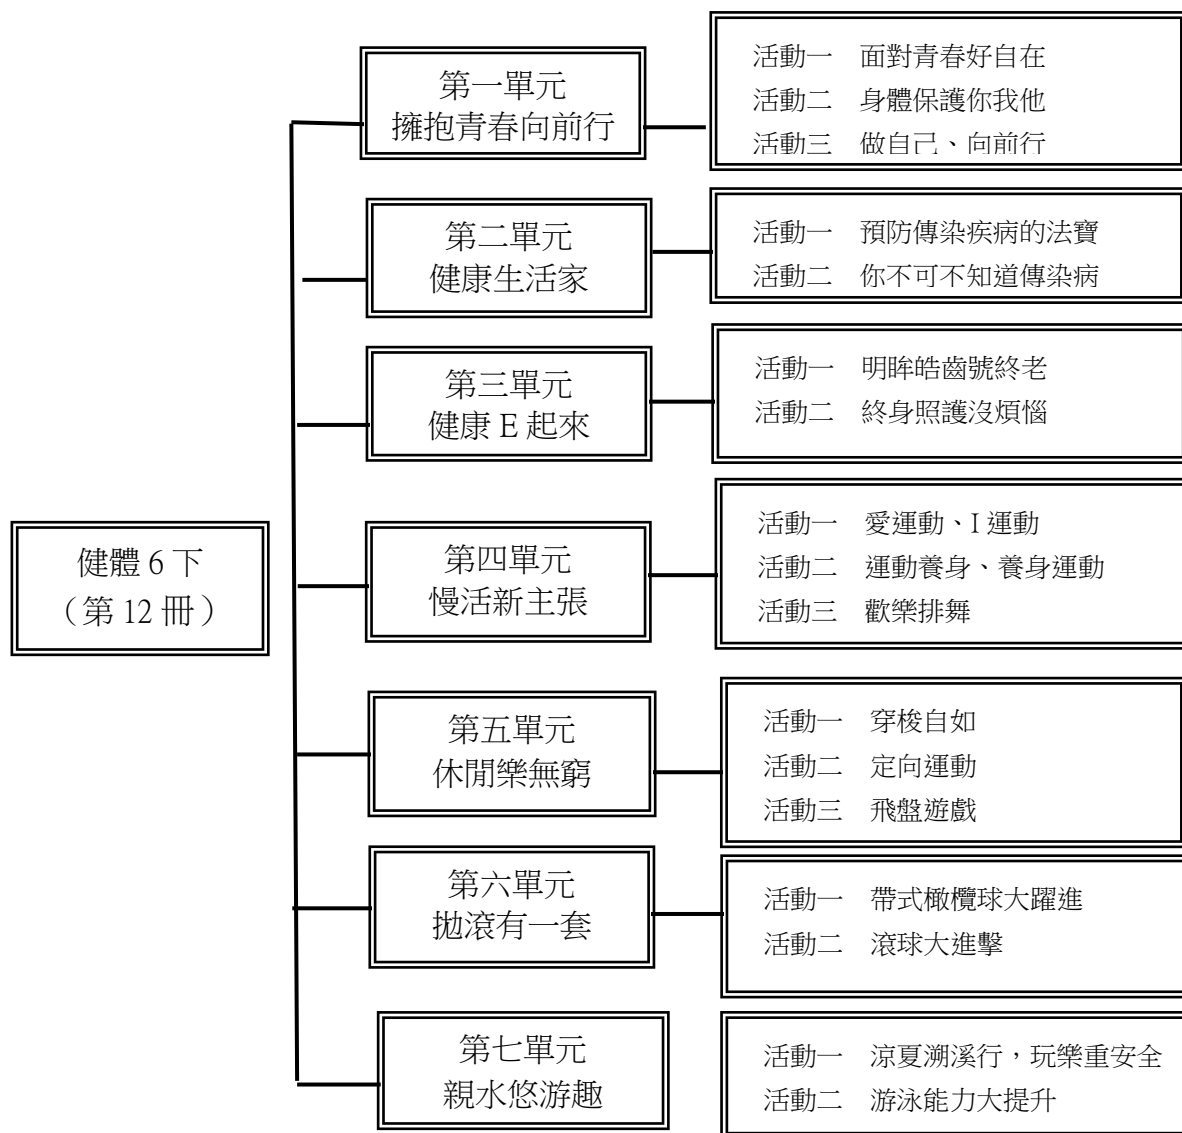 健體 6 下
（第 12 冊）
第一單元
擁抱青春向前行
活動一　面對青春好自在
活動二　身體保護你我他
活動三　做自己、向前行
第二單元
健康生活家
活動一　預防傳染疾病的法寶
活動二　你不可不知道傳染病
第三單元
健康 E 起來
活動一　明眸皓齒號終老
活動二　終身照護沒煩惱
第四單元
慢活新主張
活動一　愛運動、I 運動
活動二　運動養身、養身運動
活動三　歡樂排舞
第五單元
休閒樂無窮
活動一　穿梭自如
活動二　定向運動
活動三　飛盤遊戲
第六單元
拋滾有一套
活動一　帶式橄欖球大躍進
活動二　滾球大進擊
第七單元
親水悠游趣
活動一　涼夏溯溪行，玩樂重安全
活動二　游泳能力大提升